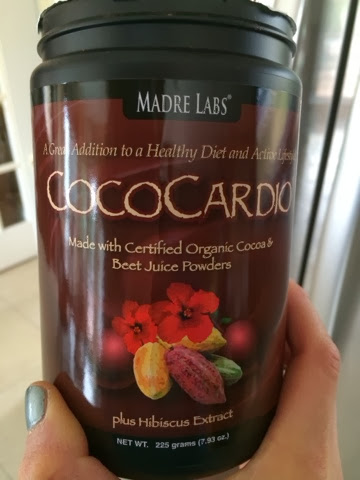 MADRE LABS®
A Great Addition to a Healthy Diet and Active Lifestyle
COCOCARDIO
Made with Certified Organic Cocoa &
Beet Juice Powders
plus Hibiscus Extract
NET WT. 225 grams (7.93 oz.)